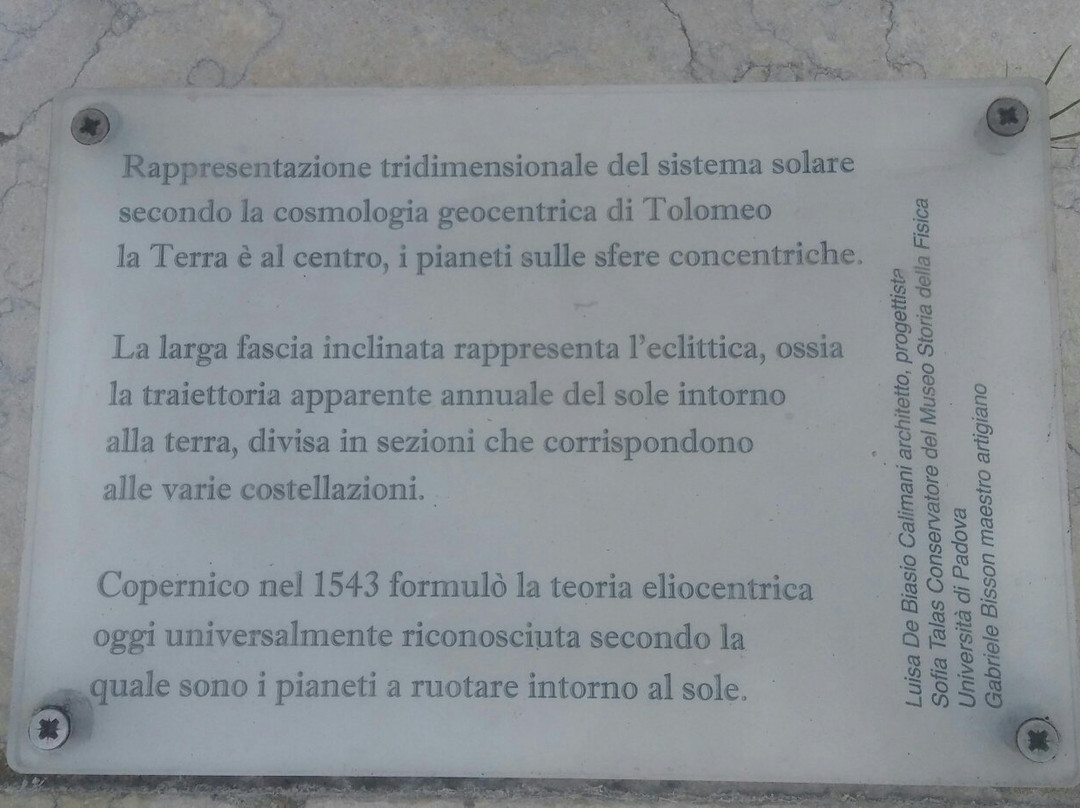 Rappresentazione tridimensionale del sistema solare
secondo la cosmologia geocentrica di Tolomeo
la Terra è al centro, i pianeti sulle sfere concentriche.
La larga fascia inclinata rappresenta l'eclittica, ossia
la traiettoria apparente annuale del sole intorno
alla terra, divisa in sezioni che corrispondono
alle varie costellazioni.
Copernico nel 1543 formulò la teoria eliocentrica
oggi universalmente riconosciuta secondo la
quale sono i pianeti a ruotare intorno al sole.
Luisa De Biasio Calimani architetto, progettista
Sofia Talas Conservatore del Museo Storia della Fisica
Università di Padova
Gabriele Bisson maestro artigiano